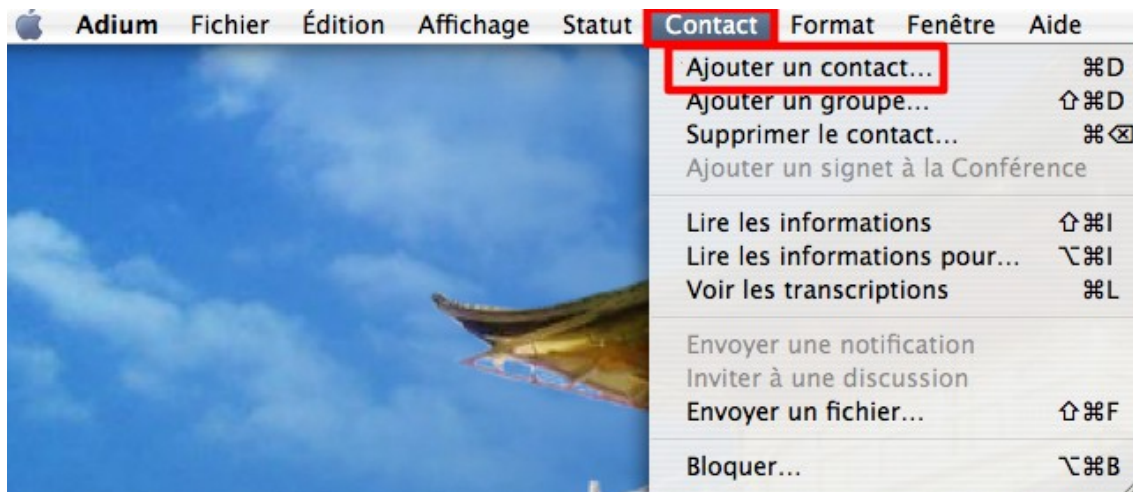 Adium Fichier Édition Affichage Statut Contact Format Fenêtre Aide
Ajouter un contact... ⌘D
Ajouter un groupe... ⇧⌘D
Supprimer le contact... ⌘⌫
Ajouter un signet à la Conférence
Lire les informations ⇧⌘I
Lire les informations pour... ⌥⌘I
Voir les transcriptions ⌘L
Envoyer une notification
Inviter à une discussion
Envoyer un fichier... ⇧⌘F
Bloquer... ⌥⌘B